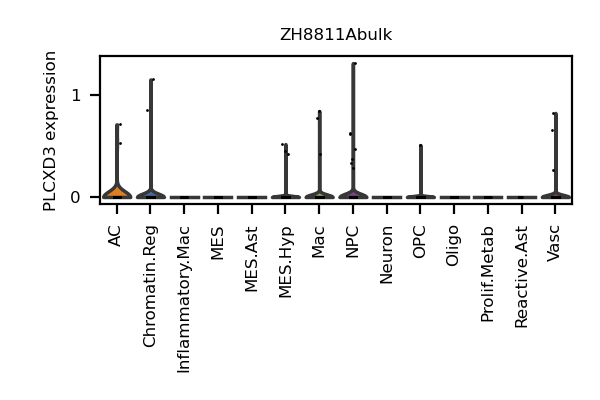 ZH8811Abulk
PLCXD3 expression
1
0
AC
Chromatin.Reg
Inflammatory.Mac
MES
MES.Ast
MES.Hyp
Mac
NPC
Neuron
OPC
Oligo
Prolif.Metab
Reactive.Ast
Vasc